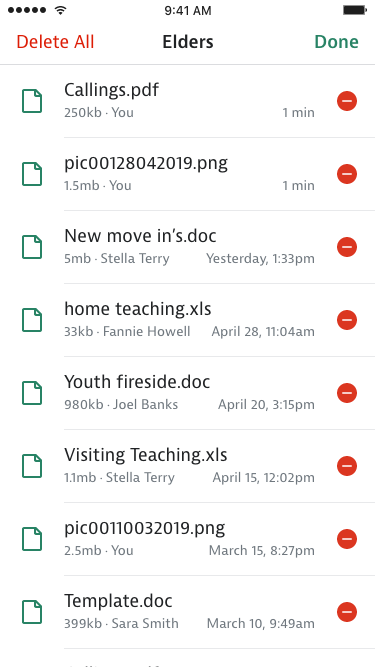 9:41 AM
Delete All Elders Done
Callings.pdf
250kb · You 1 min
pic00128042019.png
1.5mb · You 1 min
New move in's.doc
5mb · Stella Terry Yesterday, 1:33pm
home teaching.xls
33kb · Fannie Howell April 28, 11:04am
Youth fireside.doc
980kb · Joel Banks April 20, 3:15pm
Visiting Teaching.xls
1.1mb · Stella Terry April 15, 12:02pm
pic00110032019.png
2.5mb · You March 15, 8:27pm
Template.doc
399kb · Sara Smith March 10, 9:49am